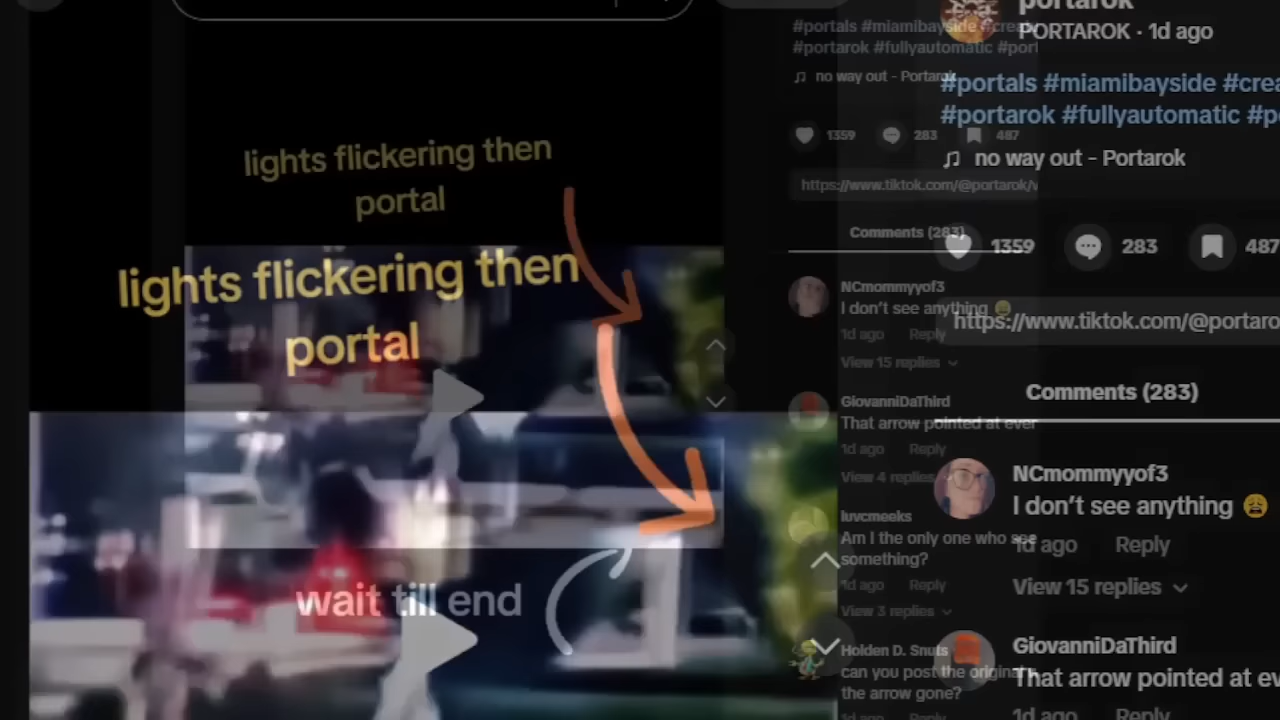 lights flickering then
portal
lights flickering then
portal
wait till end
#portals #miamibayside
#portarok #fullyautomatic
no way out - Portarok
1359
283
487
https://www.tiktok.com/@portarok/
Comments (283)
NCmommyyof3
I don't see anything 😩
1d ago Reply
View 15 replies
GiovanniDaThird
That arrow pointed at ever
1d ago Reply
View 4 replies
luvcmeeks
Am I the only one who see
something?
1d ago Reply
View 3 replies
Holden D. Snuts
can you post the original
the arrow gone?
portarok
PORTAROK · 1d ago
#portals #miamibayside #crea
#portarok #fullyautomatic
no way out - Portarok
1359
283
487
https://www.tiktok.com/@portaro
Comments (283)
NCmommyyof3
I don't see anything 😩
1d ago Reply
View 15 replies
GiovanniDaThird
That arrow pointed at ev
1d ago Reply